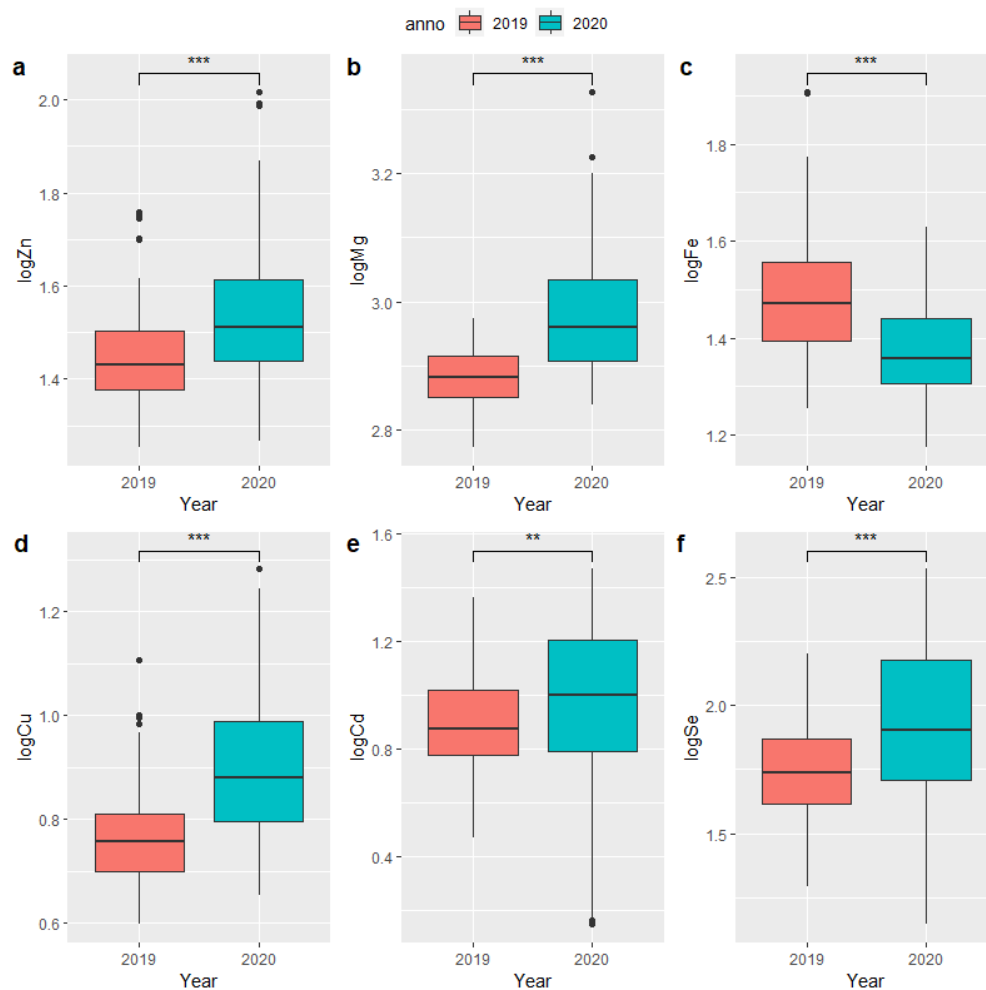 anno 2019 2020
a
***
2.0
1.8
1.6
1.4
logZn
2019 2020
Year
b
***
3.2
3.0
2.8
logMg
2019 2020
Year
c
***
1.8
1.6
1.4
1.2
logFe
2019 2020
Year
d
***
1.2
1.0
0.8
0.6
logCu
2019 2020
Year
e
**
1.6
1.2
0.8
0.4
logCd
2019 2020
Year
f
***
2.5
2.0
1.5
logSe
2019 2020
Year